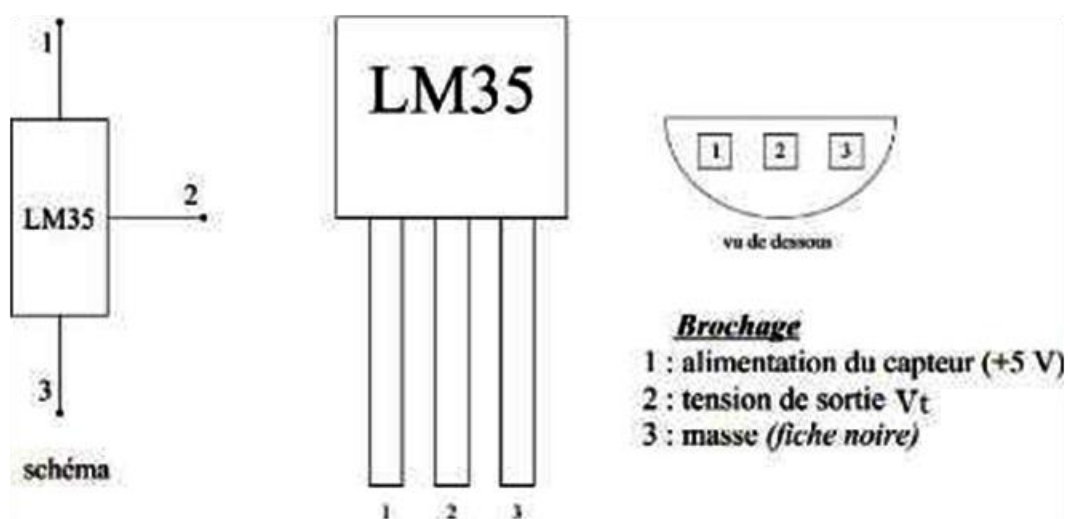 1
LM35
2
3
schéma
LM35
1 2 3
1 2 3
vu de dessous
Brochage
1 : alimentation du capteur (+5 V)
2 : tension de sortie Vt
3 : masse (fiche noire)